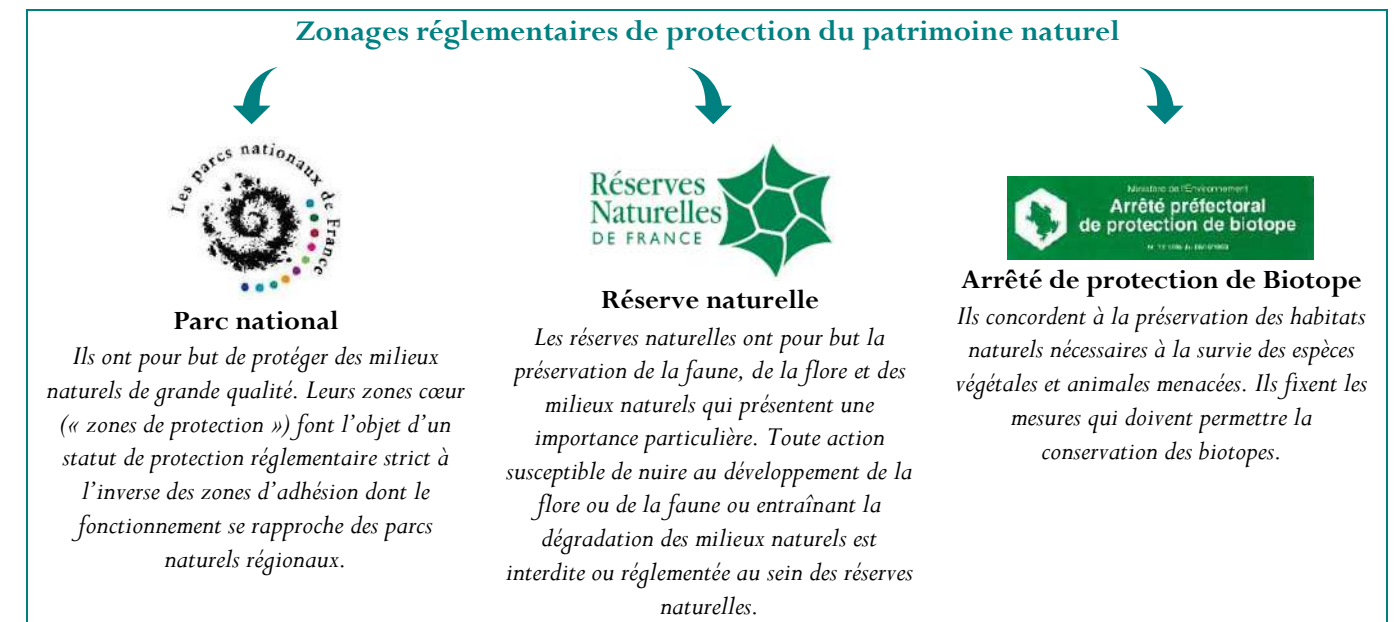 Zonages réglementaires de protection du patrimoine naturel
Les parcs nationaux de France
Parc national
Ils ont pour but de protéger des milieux
naturels de grande qualité. Leurs zones cœur
(« zones de protection ») font l'objet d'un
statut de protection réglementaire strict à
l'inverse des zones d'adhésion dont le
fonctionnement se rapproche des parcs
naturels régionaux.
Réserves
Naturelles
DE FRANCE
Réserve naturelle
Les réserves naturelles ont pour but la
préservation de la faune, de la flore et des
milieux naturels qui présentent une
importance particulière. Toute action
susceptible de nuire au développement de la
flore ou de la faune ou entraînant la
dégradation des milieux naturels est
interdite ou réglementée au sein des réserves
naturelles.
Ministère de l'Environnement
Arrêté préfectoral
de protection de biotope
Arrêté de protection de Biotope
Ils concordent à la préservation des habitats
naturels nécessaires à la survie des espèces
végétales et animales menacées. Ils fixent les
mesures qui doivent permettre la
conservation des biotopes.